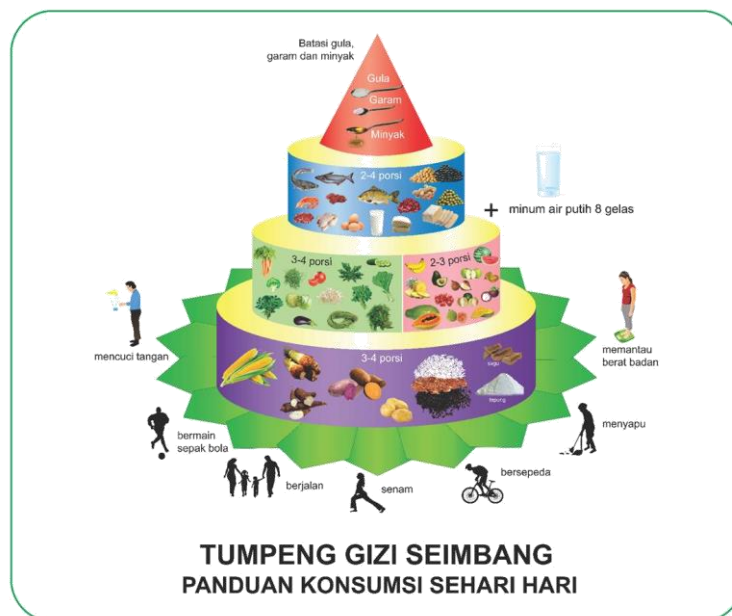 Batasi gula,
garam dan minyak
Gula
Garam
Minyak
2-4 porsi
+ minum air putih 8 gelas
3-4 porsi
2-3 porsi
mencuci tangan
memantau
berat badan
3-4 porsi
sagu
tepung
bermain
sepak bola
menyapu
berjalan
senam
bersepeda
TUMPENG GIZI SEIMBANG
PANDUAN KONSUMSI SEHARI HARI